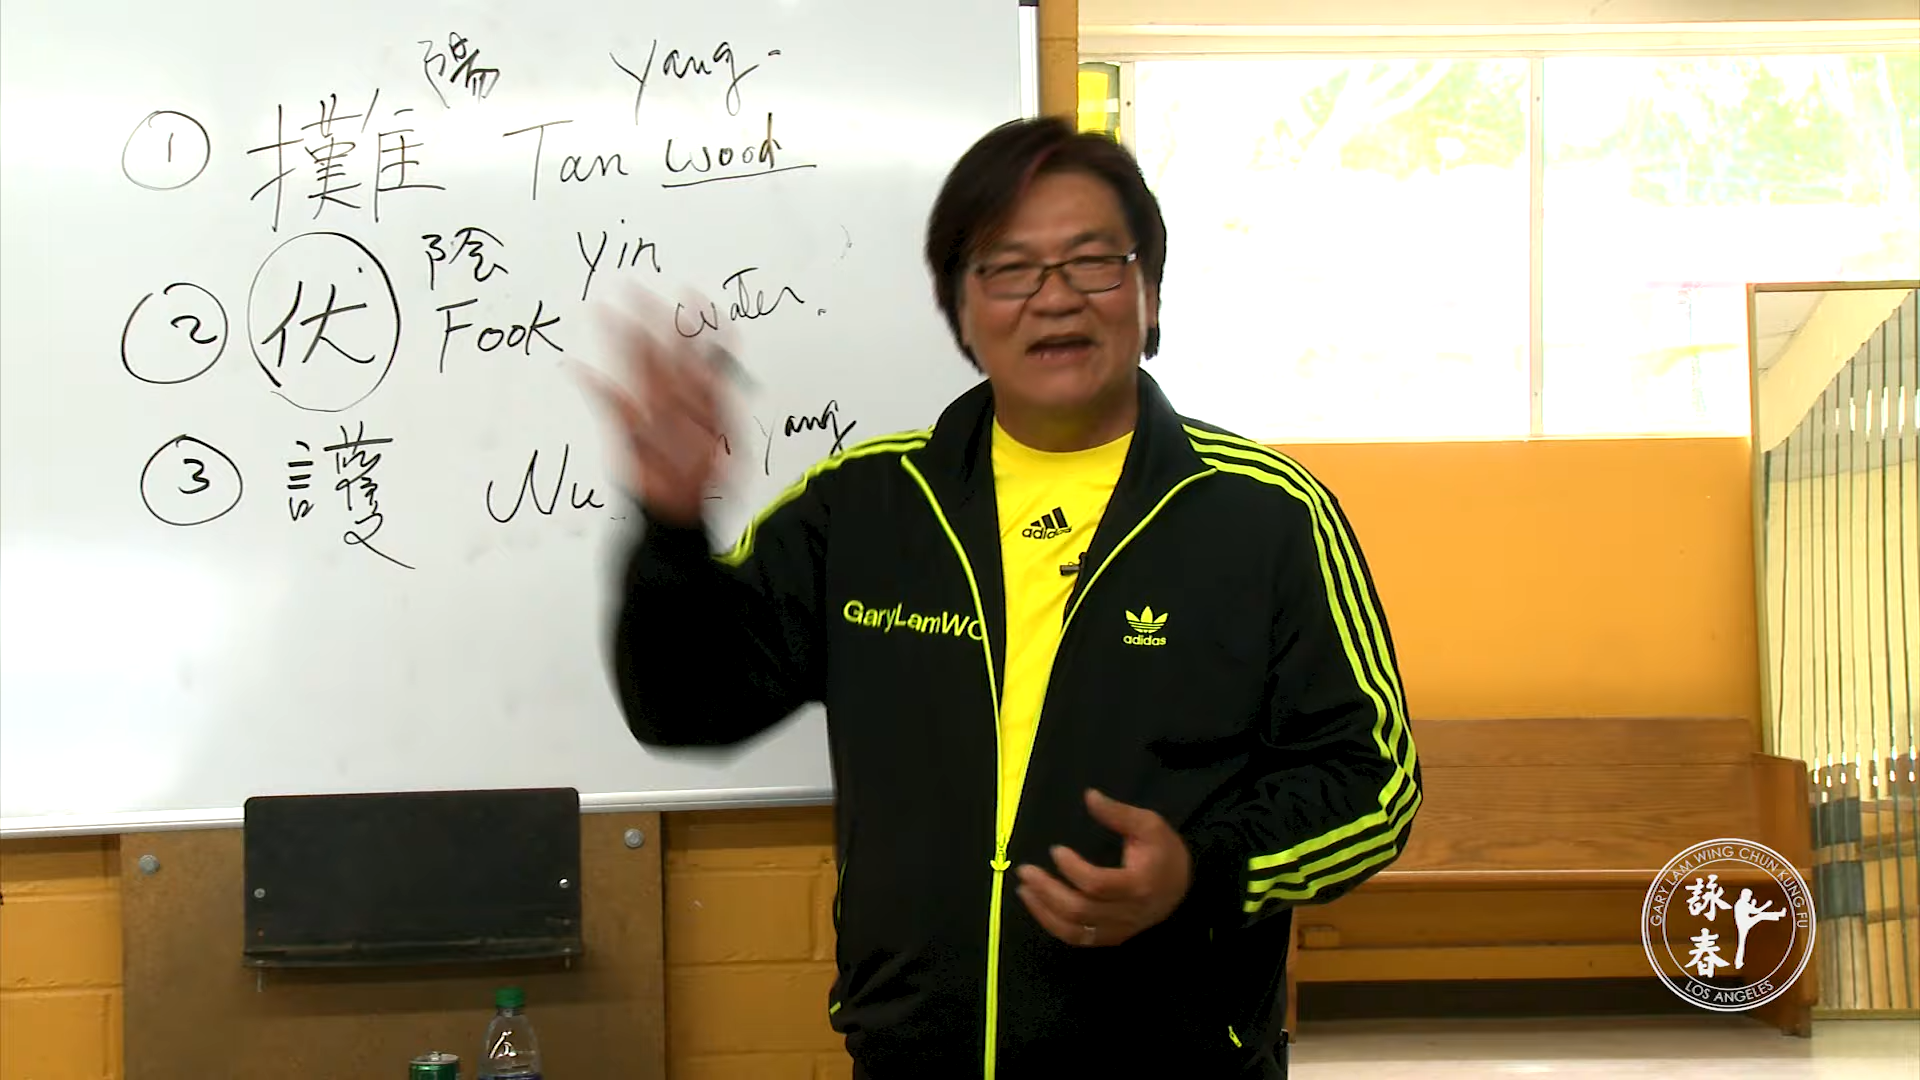 陽 yang.
① 攤 Tan wood
陰 yin
② 伏 Fook water.
yang
③ 護 Wu
adidas
GaryLamWC
adidas
GARY LAM WING CHUN KUNG FU
詠春
LOS ANGELES